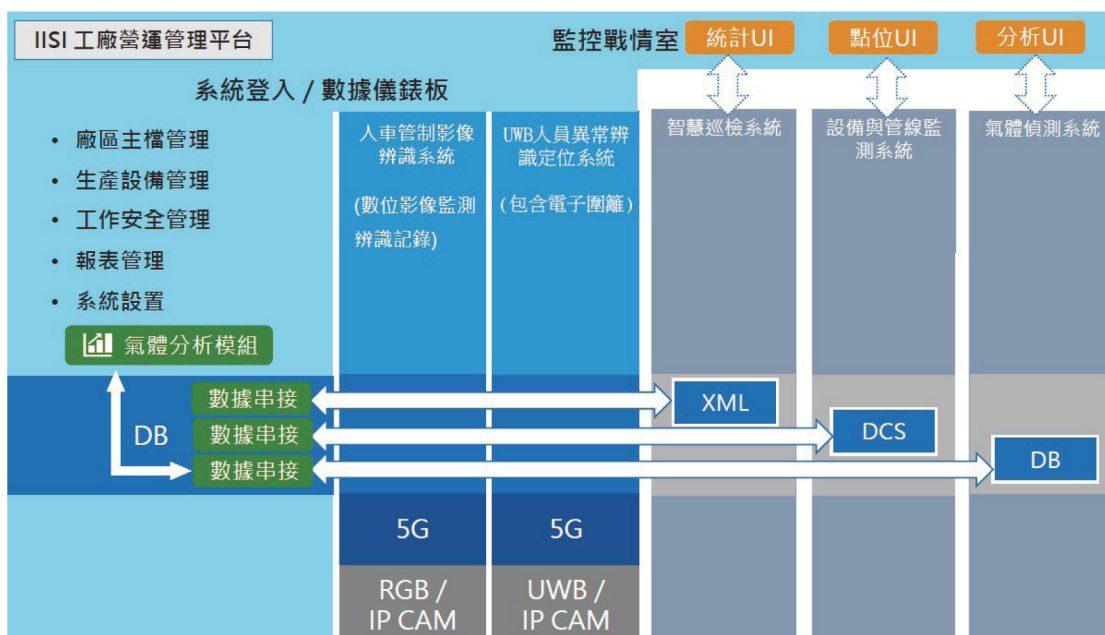 IISI 工廠營運管理平台
監控戰情室
統計UI
點位UI
分析UI
系統登入 / 數據儀錶板
• 廠區主檔管理
• 生產設備管理
• 工作安全管理
• 報表管理
• 系統設置
氣體分析模組
人車管制影像
辨識系統
(數位影像監測
辨識記錄)
UWB人員異常辨
識定位系統
(包含電子圍籬)
智慧巡檢系統
設備與管線監
測系統
氣體偵測系統
DB
數據串接
數據串接
數據串接
XML
DCS
DB
5G
5G
RGB /
IP CAM
UWB /
IP CAM